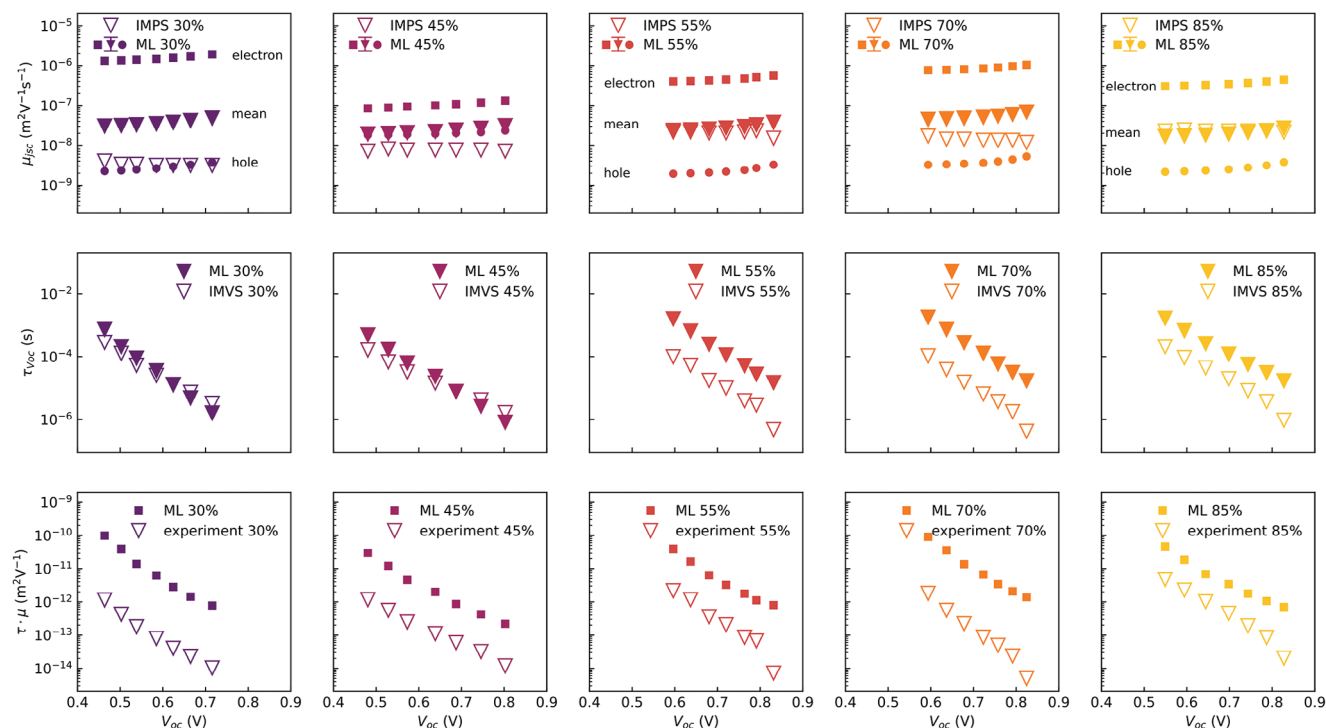 IMPS 30%
ML 30%
electron
mean
hole
IMPS 45%
ML 45%
IMPS 55%
ML 55%
electron
mean
hole
IMPS 70%
ML 70%
IMPS 85%
ML 85%
electron
mean
hole
10⁻⁵
10⁻⁶
10⁻⁷
10⁻⁸
10⁻⁹
μJsc (m²V⁻¹s⁻¹)
ML 30%
IMVS 30%
ML 45%
IMVS 45%
ML 55%
IMVS 55%
ML 70%
IMVS 70%
ML 85%
IMVS 85%
10⁻²
10⁻⁴
10⁻⁶
τVoc (s)
ML 30%
experiment 30%
ML 45%
experiment 45%
ML 55%
experiment 55%
ML 70%
experiment 70%
ML 85%
experiment 85%
10⁻⁹
10⁻¹⁰
10⁻¹¹
10⁻¹²
10⁻¹³
10⁻¹⁴
τ · μ (m²V⁻¹)
0.4 0.5 0.6 0.7 0.8 0.9
0.5 0.6 0.7 0.8 0.9
0.5 0.6 0.7 0.8 0.9
0.5 0.6 0.7 0.8 0.9
0.5 0.6 0.7 0.8 0.9
Voc (V)
Voc (V)
Voc (V)
Voc (V)
Voc (V)